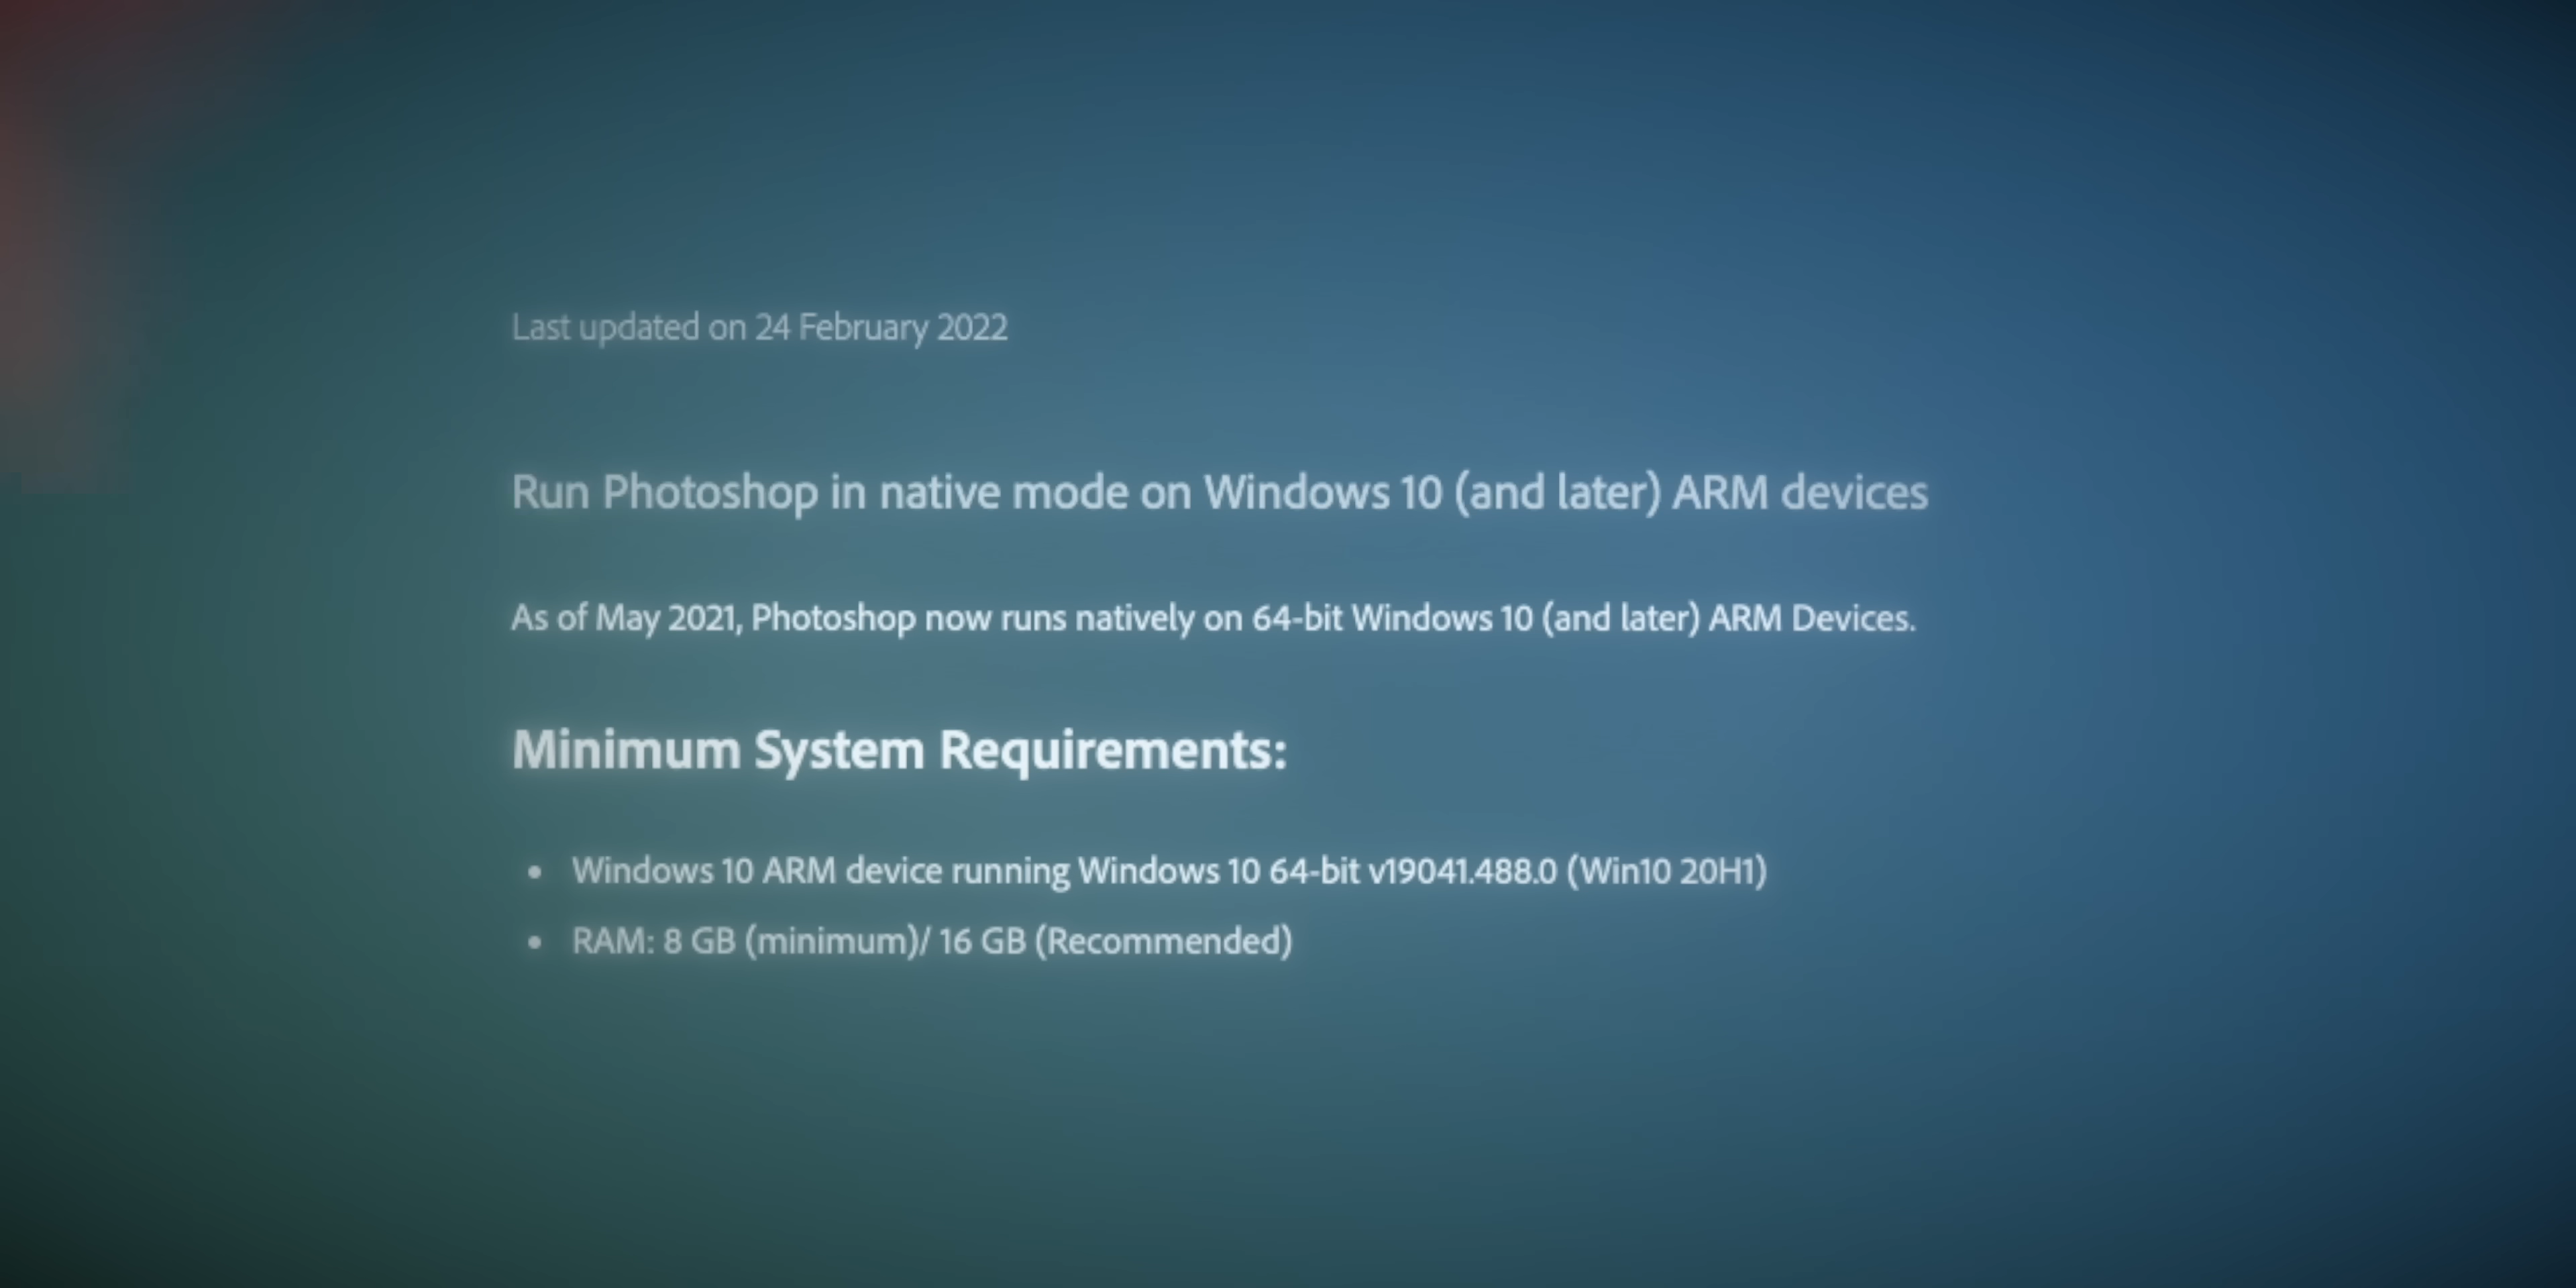 Last updated on 24 February 2022
Run Photoshop in native mode on Windows 10 (and later) ARM devices
As of May 2021, Photoshop now runs natively on 64-bit Windows 10 (and later) ARM Devices.
Minimum System Requirements:
• Windows 10 ARM device running Windows 10 64-bit v19041.488.0 (Win10 20H1)
• RAM: 8 GB (minimum)/ 16 GB (Recommended)